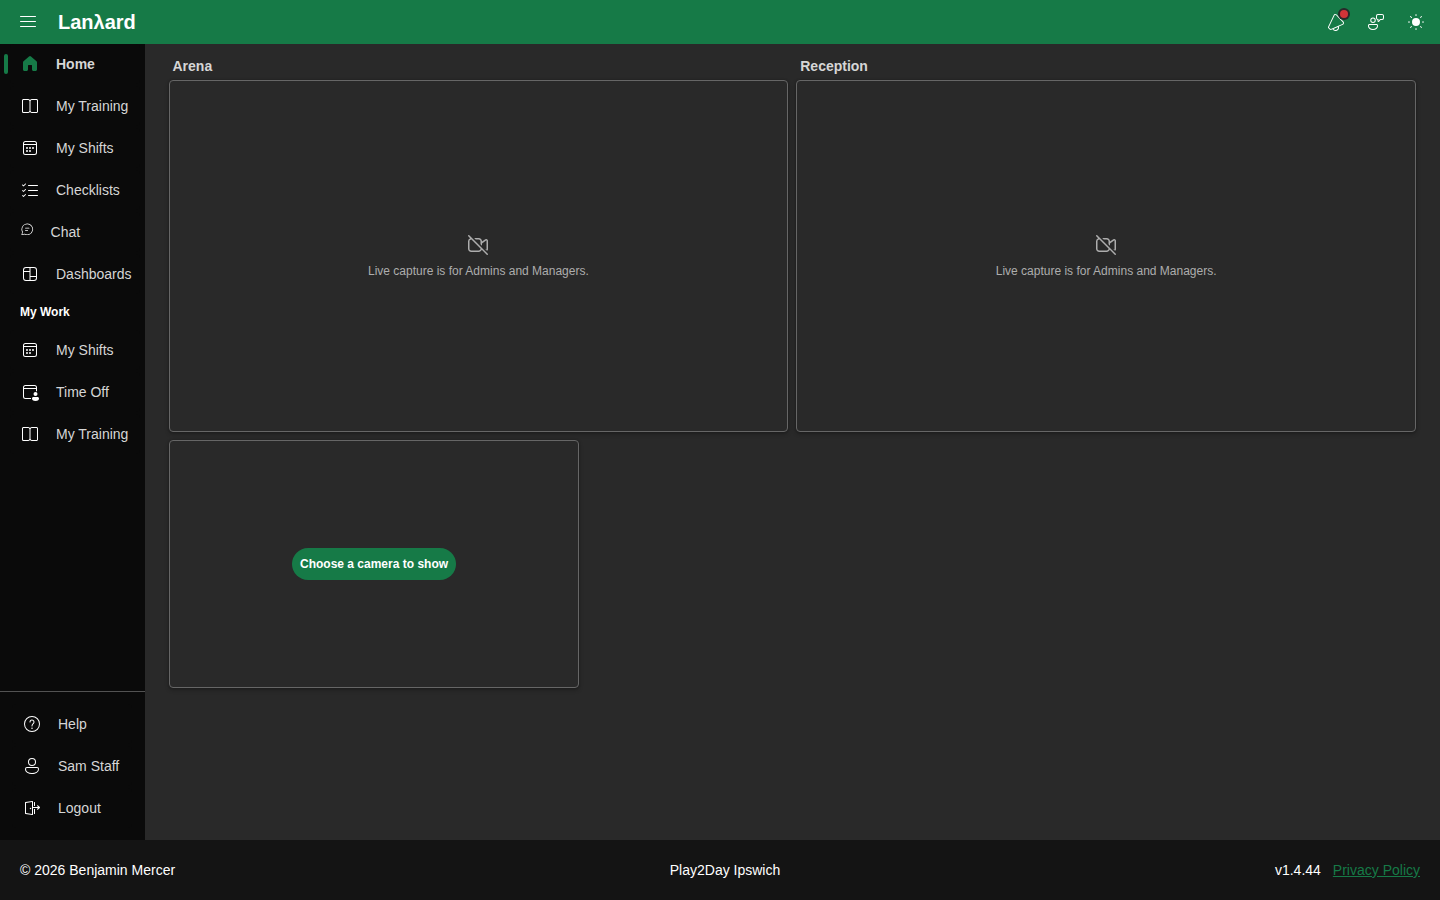 Lanλard
Home
My Training
My Shifts
Checklists
Chat
Dashboards
My Work
My Shifts
Time Off
My Training
Help
Sam Staff
Logout
Arena
Live capture is for Admins and Managers.
Reception
Live capture is for Admins and Managers.
Choose a camera to show
© 2026 Benjamin Mercer
Play2Day Ipswich
v1.4.44 Privacy Policy